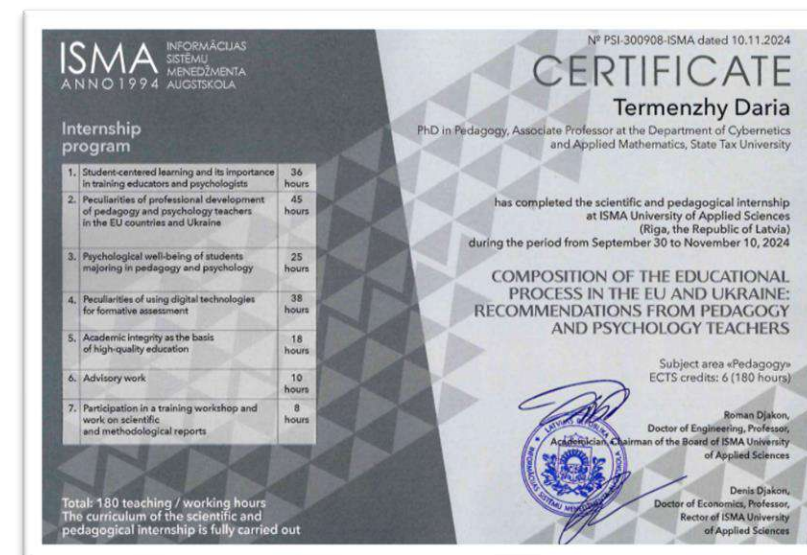 ISMA
ANNO 1994
INFORMĀCIJAS
SISTĒMU
MENEDŽMENTA
AUGSTSKOLA
Internship
program
1. Student-centered learning and its importance
in training educators and psychologists
36
hours
2. Peculiarities of professional development
of pedagogy and psychology teachers
in the EU countries and Ukraine
45
hours
3. Psychological well-being of students
majoring in pedagogy and psychology
25
hours
4. Peculiarities of using digital technologies
for formative assessment
38
hours
5. Academic integrity as the basis
of high-quality education
18
hours
6. Advisory work
10
hours
7. Participation in a training workshop and
work on scientific
and methodological reports
8
hours
Total: 180 teaching / working hours
The curriculum of the scientific and
pedagogical internship is fully carried out
Nº PSI-300908-ISMA dated 10.11.2024
CERTIFICATE
Termenzhy Daria
PhD in Pedagogy, Associate Professor at the Department of Cybernetics
and Applied Mathematics, State Tax University
has completed the scientific and pedagogical internship
at ISMA University of Applied Sciences
(Riga, the Republic of Latvia)
during the period from September 30 to November 10, 2024
COMPOSITION OF THE EDUCATIONAL
PROCESS IN THE EU AND UKRAINE:
RECOMMENDATIONS FROM PEDAGOGY
AND PSYCHOLOGY TEACHERS
Subject area «Pedagogy»
ECTS credits: 6 (180 hours)
Roman Djakon,
Doctor of Engineering, Professor,
Academician, Chairman of the Board of ISMA University
of Applied Sciences
Denis Djakon,
Doctor of Economics, Professor,
Rector of ISMA University
of Applied Sciences
LATVIJAS REPUBLIKA
INFORMĀCIJAS SISTĒMU MENEDŽMENTA